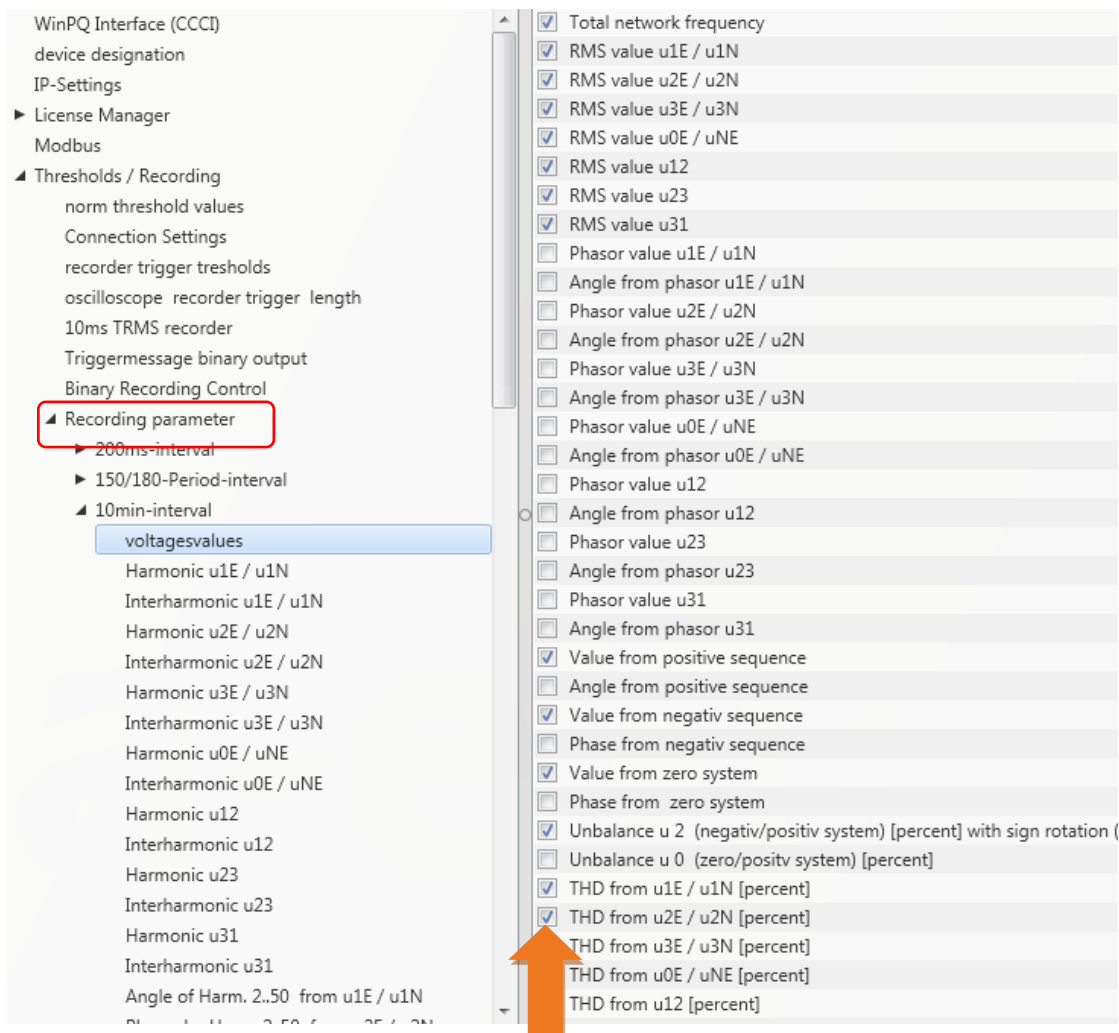 WinPQ Interface (CCCI)
device designation
IP-Settings
License Manager
Modbus
Thresholds / Recording
norm threshold values
Connection Settings
recorder trigger tresholds
oscilloscope  recorder trigger  length
10ms TRMS recorder
Triggermessage binary output
Binary Recording Control
Recording parameter
200ms-interval
150/180-Period-interval
10min-interval
voltagesvalues
Harmonic u1E / u1N
Interharmonic u1E / u1N
Harmonic u2E / u2N
Interharmonic u2E / u2N
Harmonic u3E / u3N
Interharmonic u3E / u3N
Harmonic u0E / uNE
Interharmonic u0E / uNE
Harmonic u12
Interharmonic u12
Harmonic u23
Interharmonic u23
Harmonic u31
Interharmonic u31
Angle of Harm. 2..50  from u1E / u1N
Total network frequency
RMS value u1E / u1N
RMS value u2E / u2N
RMS value u3E / u3N
RMS value u0E / uNE
RMS value u12
RMS value u23
RMS value u31
Phasor value u1E / u1N
Angle from phasor u1E / u1N
Phasor value u2E / u2N
Angle from phasor u2E / u2N
Phasor value u3E / u3N
Angle from phasor u3E / u3N
Phasor value u0E / uNE
Angle from phasor u0E / uNE
Phasor value u12
Angle from phasor u12
Phasor value u23
Angle from phasor u23
Phasor value u31
Angle from phasor u31
Value from positive sequence
Angle from positive sequence
Value from negativ sequence
Phase from negativ sequence
Value from zero system
Phase from  zero system
Unbalance u 2  (negativ/positiv system) [percent] with sign rotation (
Unbalance u 0  (zero/positv system) [percent]
THD from u1E / u1N [percent]
THD from u2E / u2N [percent]
THD from u3E / u3N [percent]
THD from u0E / uNE [percent]
THD from u12 [percent]